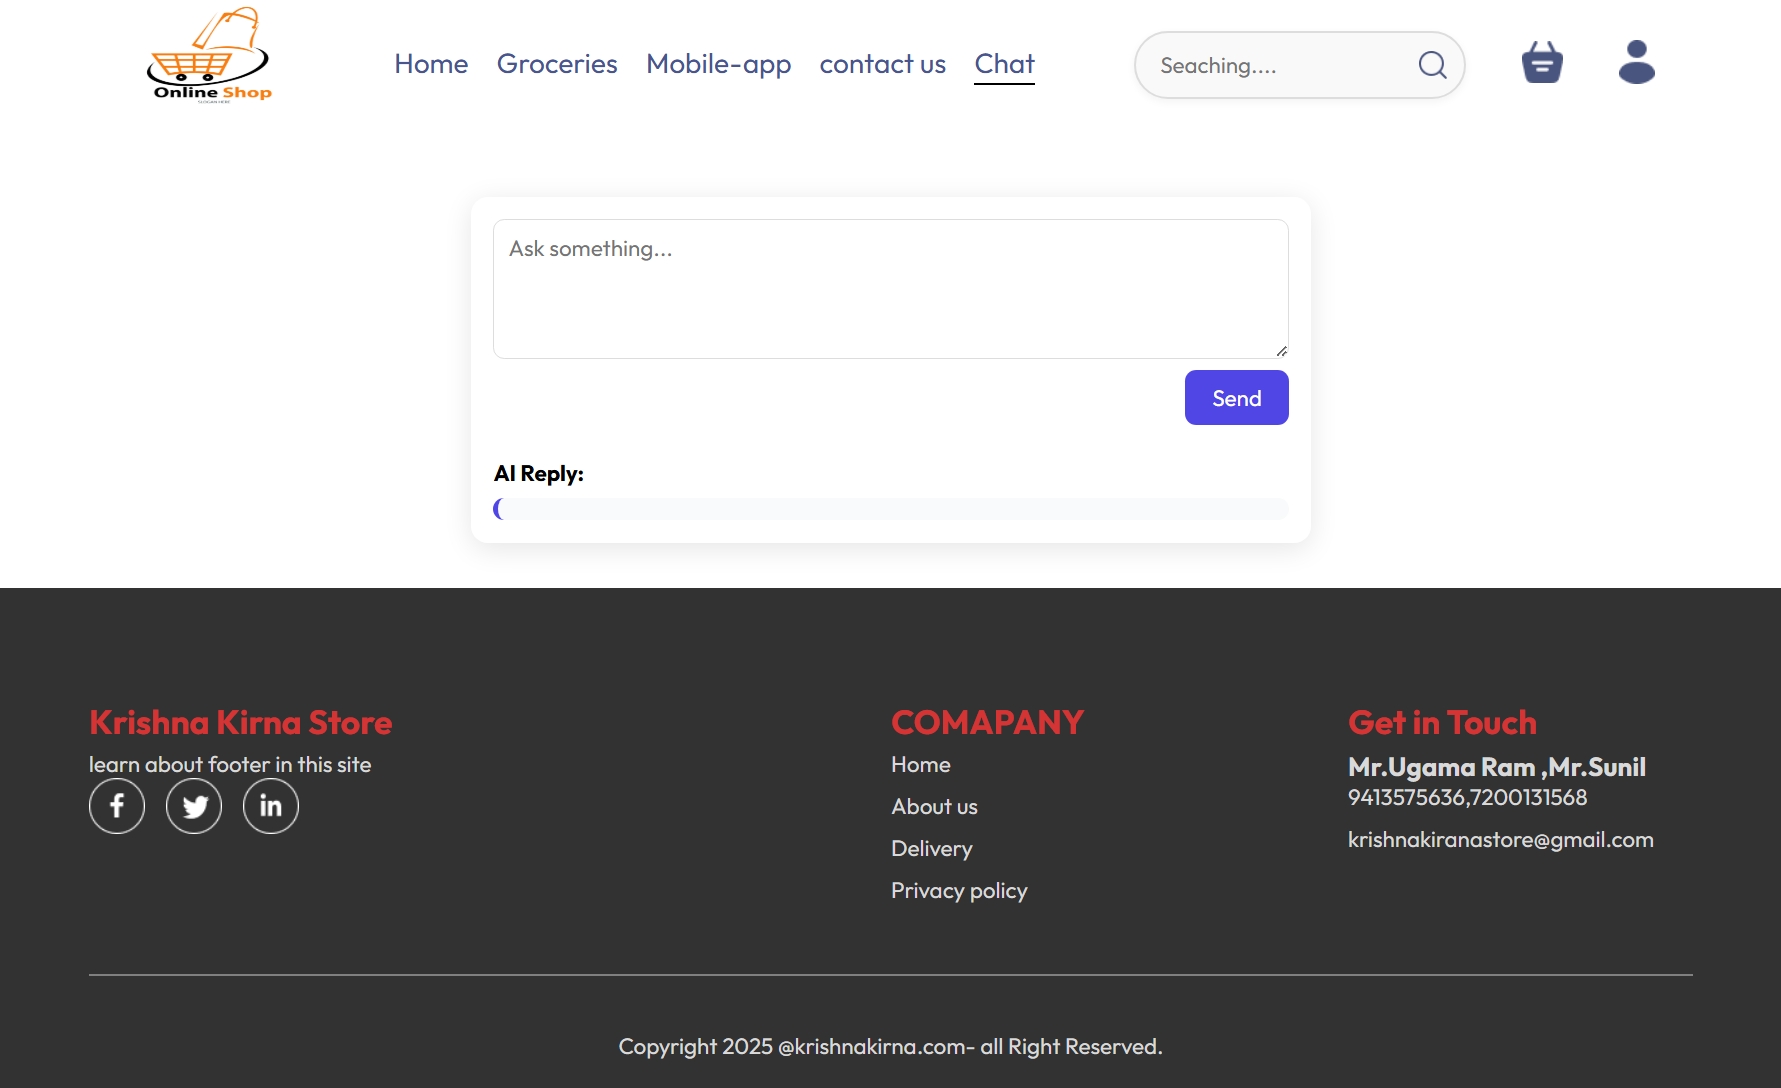 Online Shop
SLOGAN HERE
Home Groceries Mobile-app contact us Chat
Seaching....
Ask something...
Send
AI Reply:
Krishna Kirna Store
learn about footer in this site
COMAPANY
Home
About us
Delivery
Privacy policy
Get in Touch
Mr.Ugama Ram ,Mr.Sunil
9413575636,7200131568
krishnakiranastore@gmail.com
Copyright 2025 @krishnakirna.com- all Right Reserved.